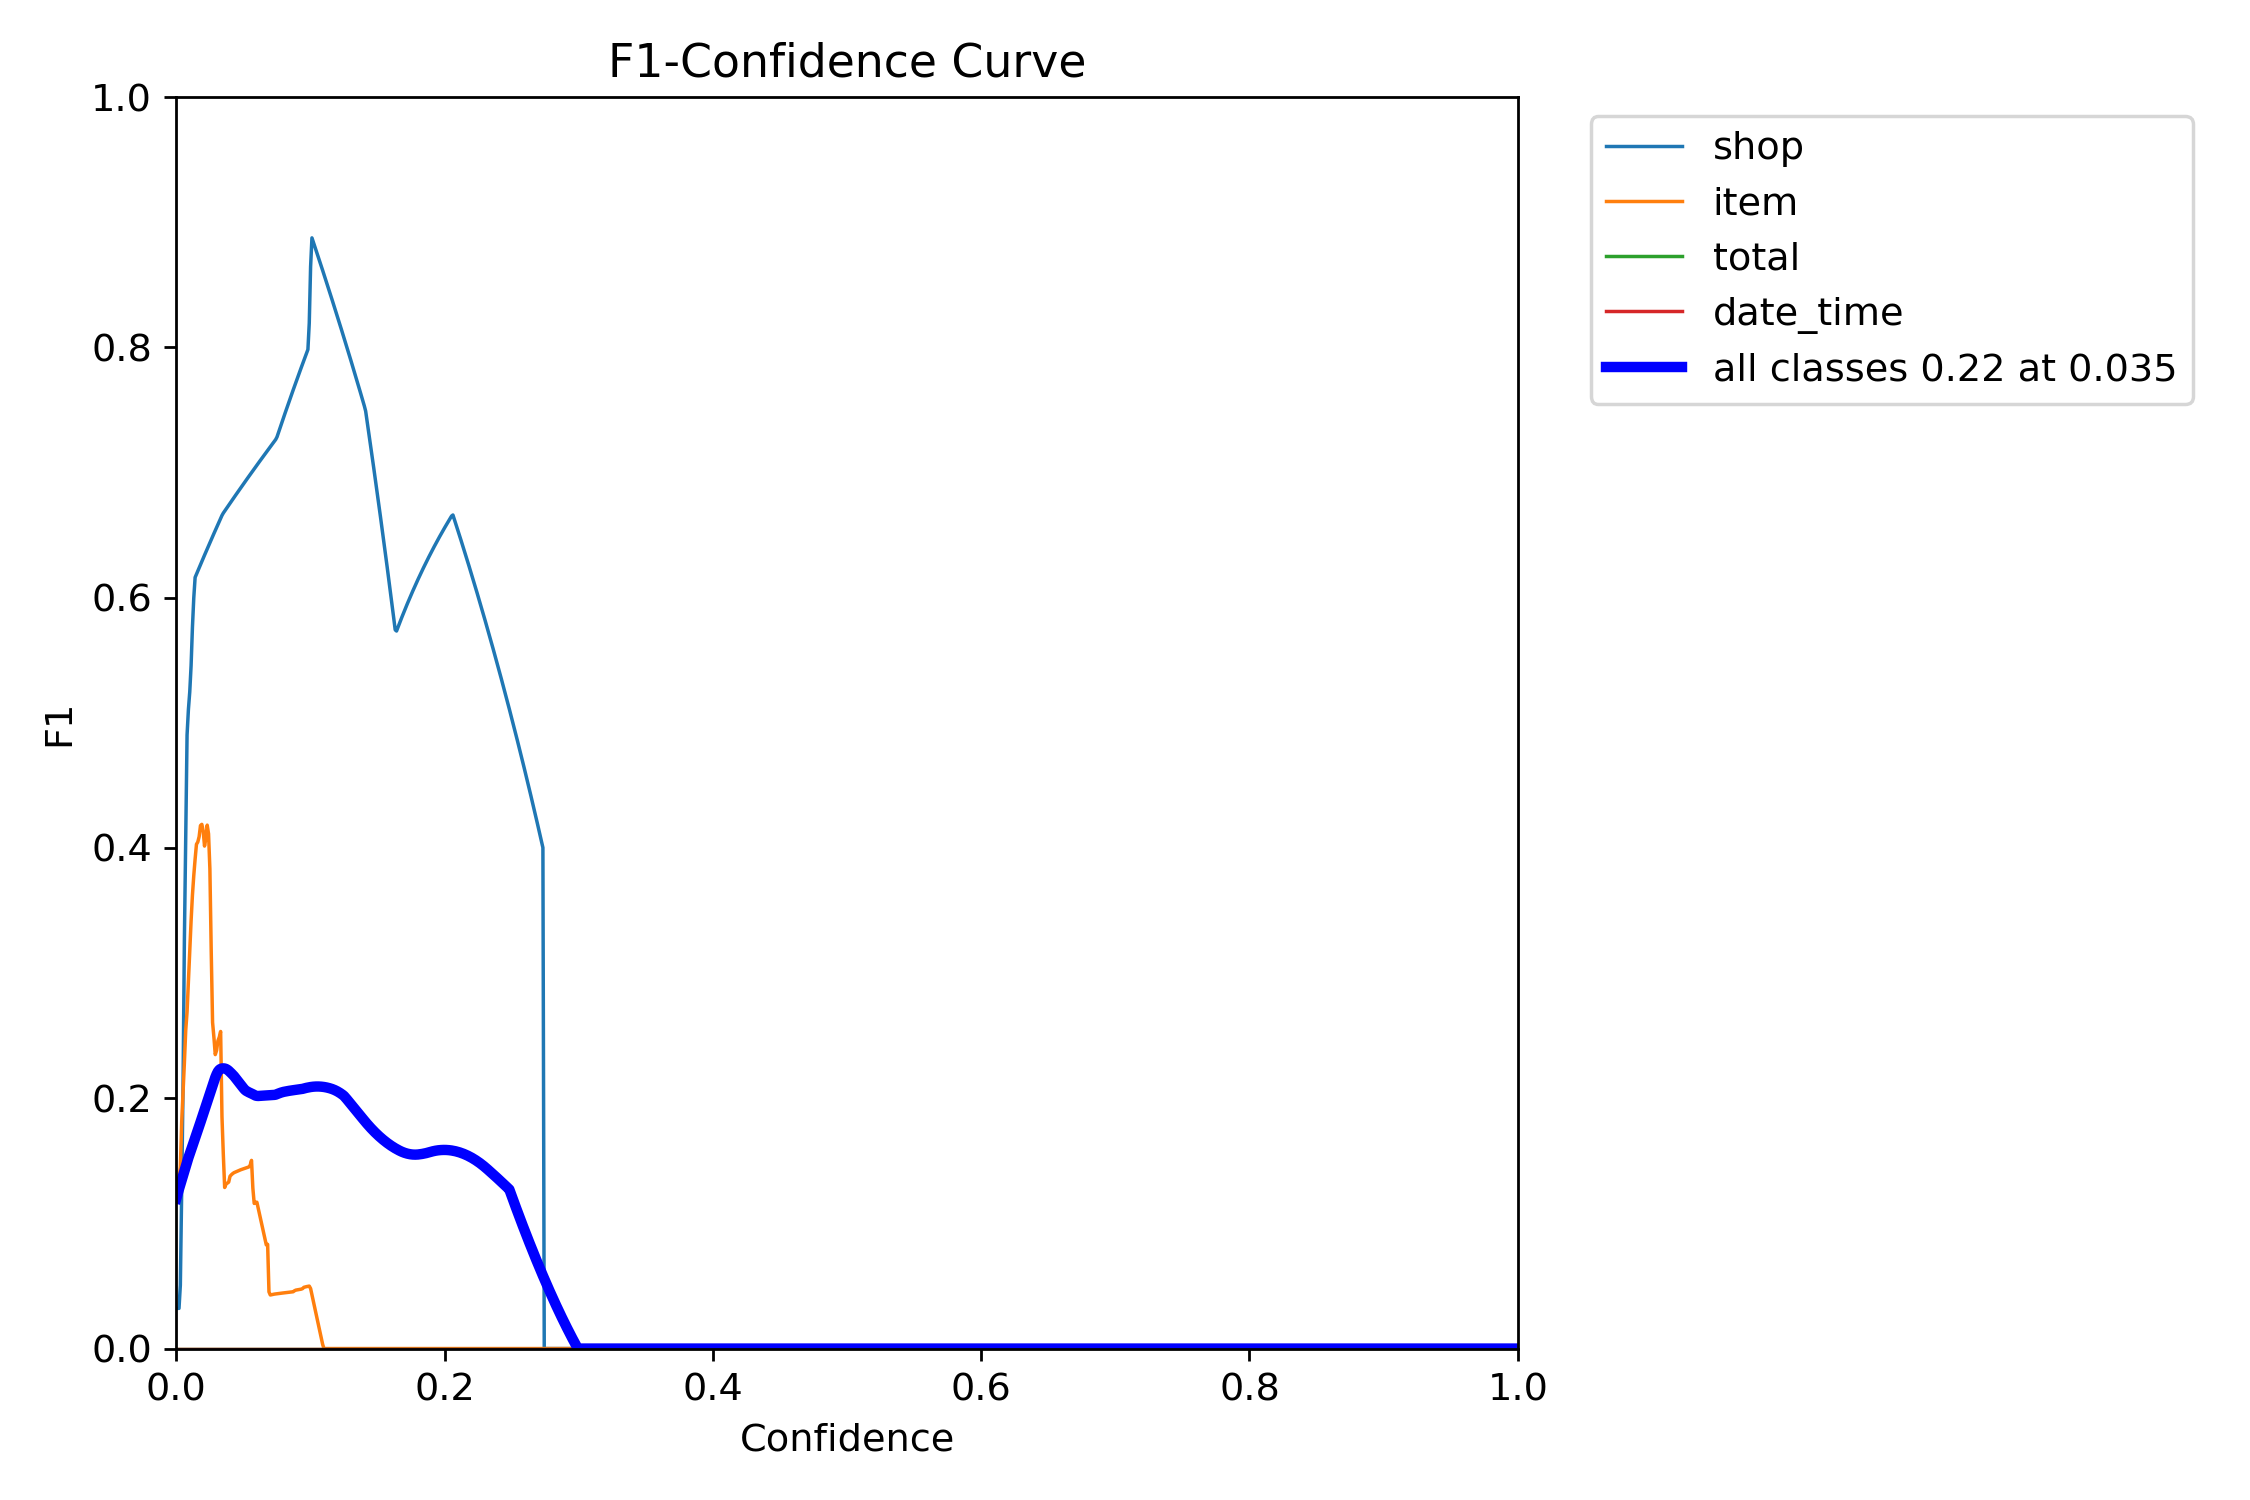 F1-Confidence Curve
1.0
0.8
0.6
0.4
0.2
0.0
F1
0.0 0.2 0.4 0.6 0.8 1.0
Confidence
shop
item
total
date_time
all classes 0.22 at 0.035